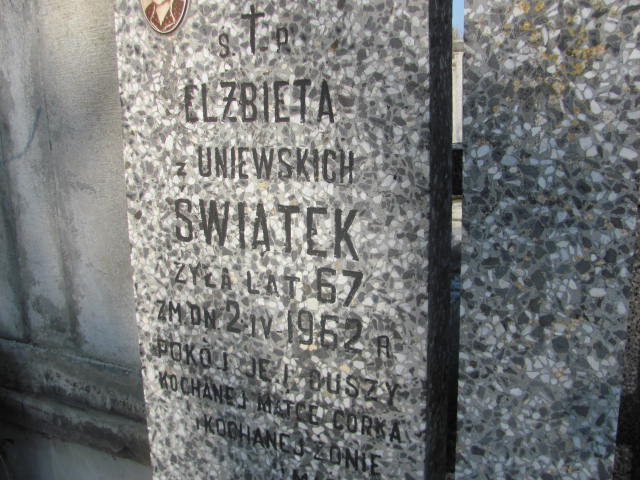 Ś. † P.
ELŻBIETA
z UNIEWSKICH
ŚWIĄTEK
ŻYŁA LAT 67
ZM DN. 2 IV. 1962 R
POKÓJ JEJ DUSZY
KOCHANEJ MATCE CÓRKA
i KOCHANEJ ŻONIE